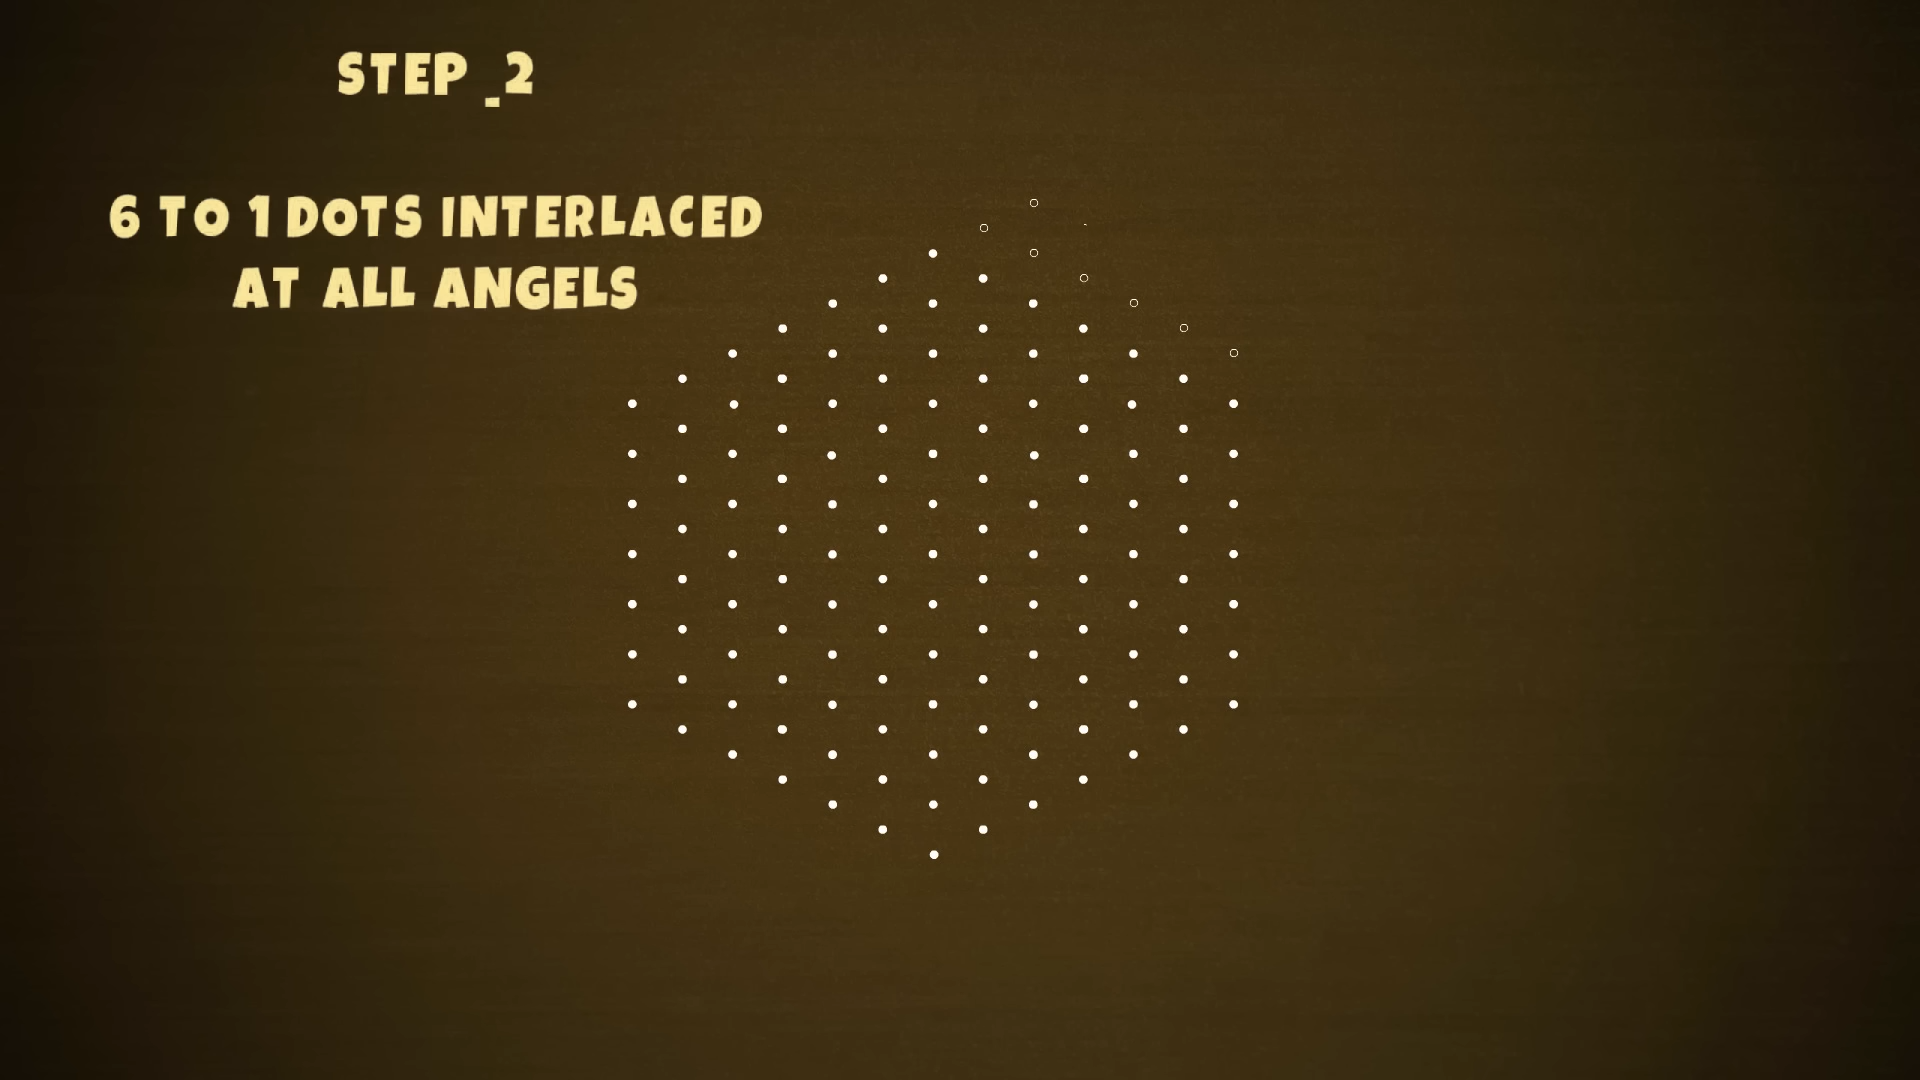 STEP _2
6 TO 1 DOTS INTERLACED
AT ALL ANGELS